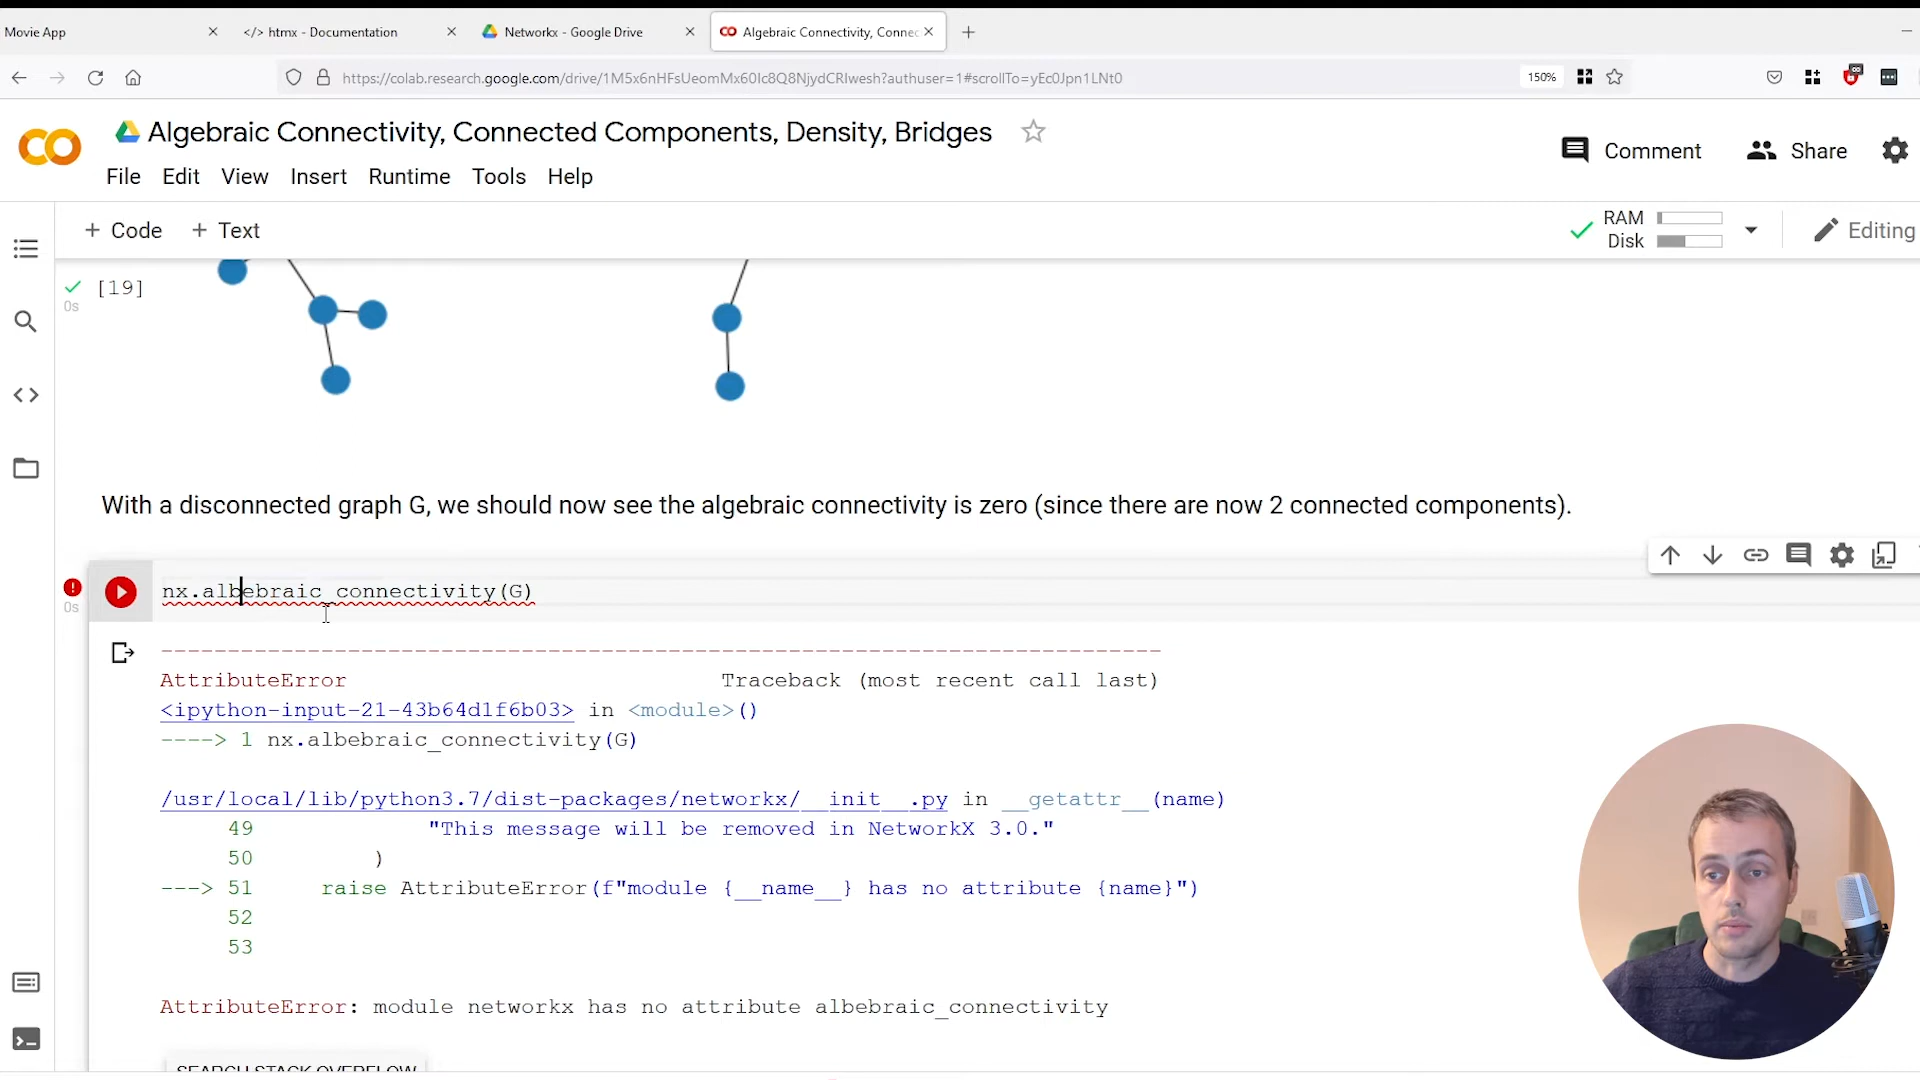 Movie App
</> htmx - Documentation
Networkx - Google Drive
Algebraic Connectivity, Connec
https://colab.research.google.com/drive/1M5x6nHFsUeomMx60Ic8Q8NjydCRIwesh?authuser=1#scrollTo=yEc0Jpn1LNt0
150%
CO
Algebraic Connectivity, Connected Components, Density, Bridges
Comment
Share
File Edit View Insert Runtime Tools Help
+ Code + Text
RAM
Disk
Editing
[19]
0s
With a disconnected graph G, we should now see the algebraic connectivity is zero (since there are now 2 connected components).
nx.albebraic_connectivity(G)
0s
--------------------------------------------------------------------------
AttributeError Traceback (most recent call last)
<ipython-input-21-43b64d1f6b03> in <module>()
----> 1 nx.albebraic_connectivity(G)
/usr/local/lib/python3.7/dist-packages/networkx/__init__.py in __getattr__(name)
49 "This message will be removed in NetworkX 3.0."
50 )
---> 51 raise AttributeError(f"module {__name__} has no attribute {name}")
52
53
AttributeError: module networkx has no attribute albebraic_connectivity
SEARCH STACK OVERFLOW